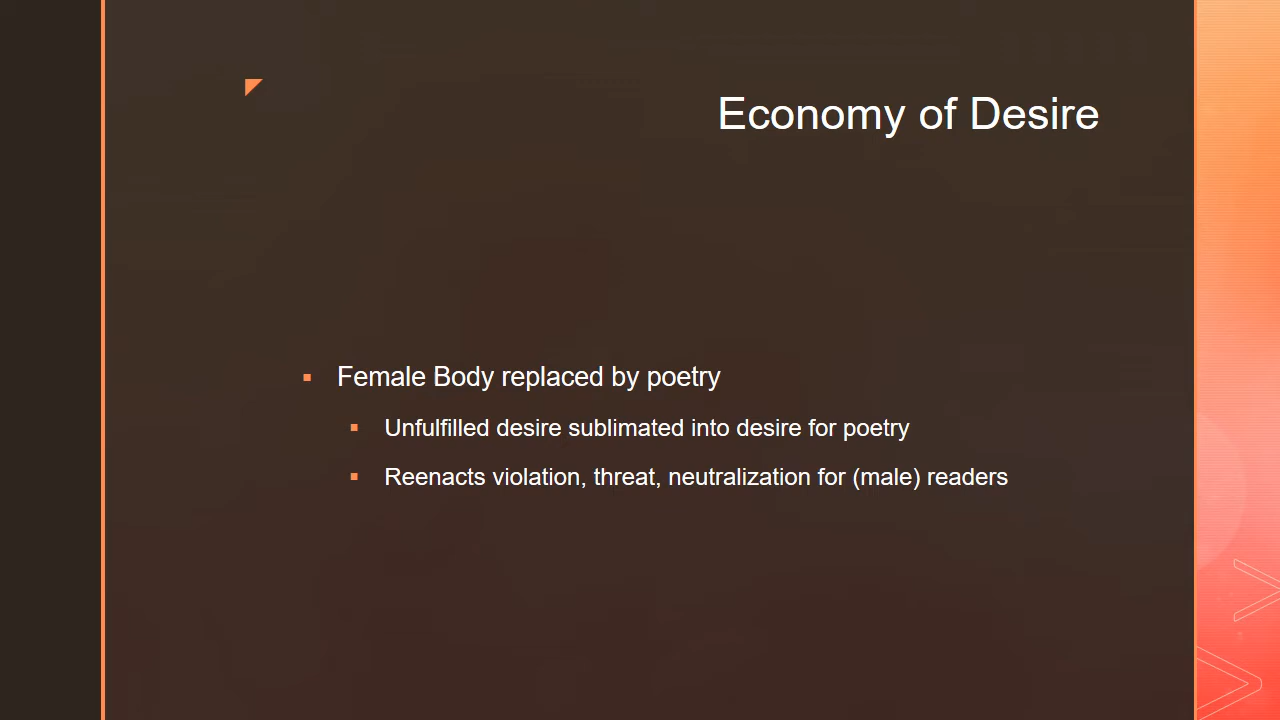 Economy of Desire
Female Body replaced by poetry
Unfulfilled desire sublimated into desire for poetry
Reenacts violation, threat, neutralization for (male) readers